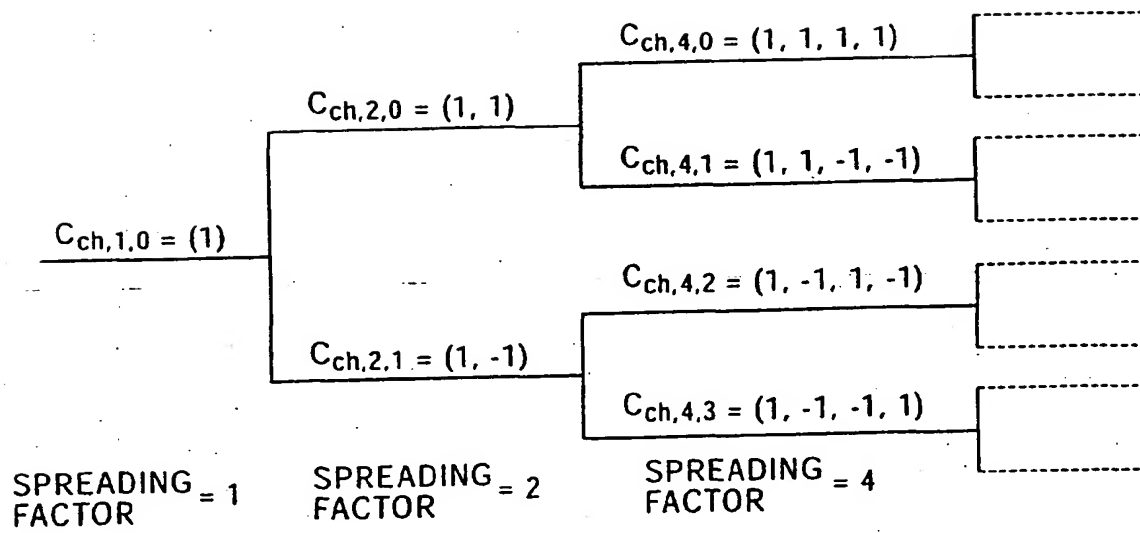 C_ch,4,0 = (1, 1, 1, 1)
C_ch,2,0 = (1, 1)
C_ch,4,1 = (1, 1, -1, -1)
C_ch,1,0 = (1)
C_ch,4,2 = (1, -1, 1, -1)
C_ch,2,1 = (1, -1)
C_ch,4,3 = (1, -1, -1, 1)
SPREADING FACTOR = 1
SPREADING FACTOR = 2
SPREADING FACTOR = 4